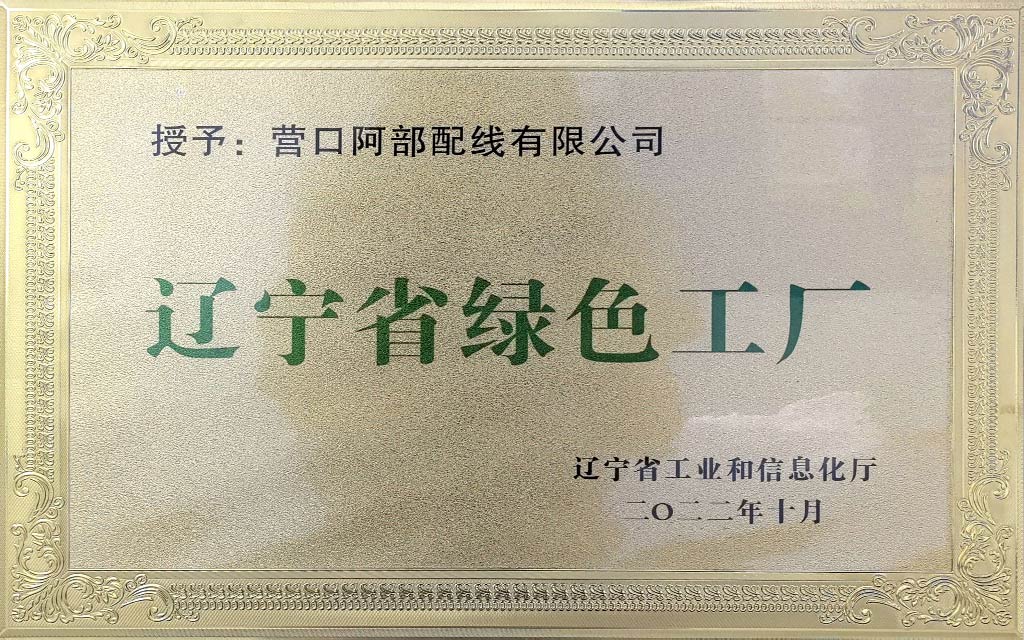 授予：营口阿部配线有限公司
辽宁省绿色工厂
辽宁省工业和信息化厅
二〇二二年十月